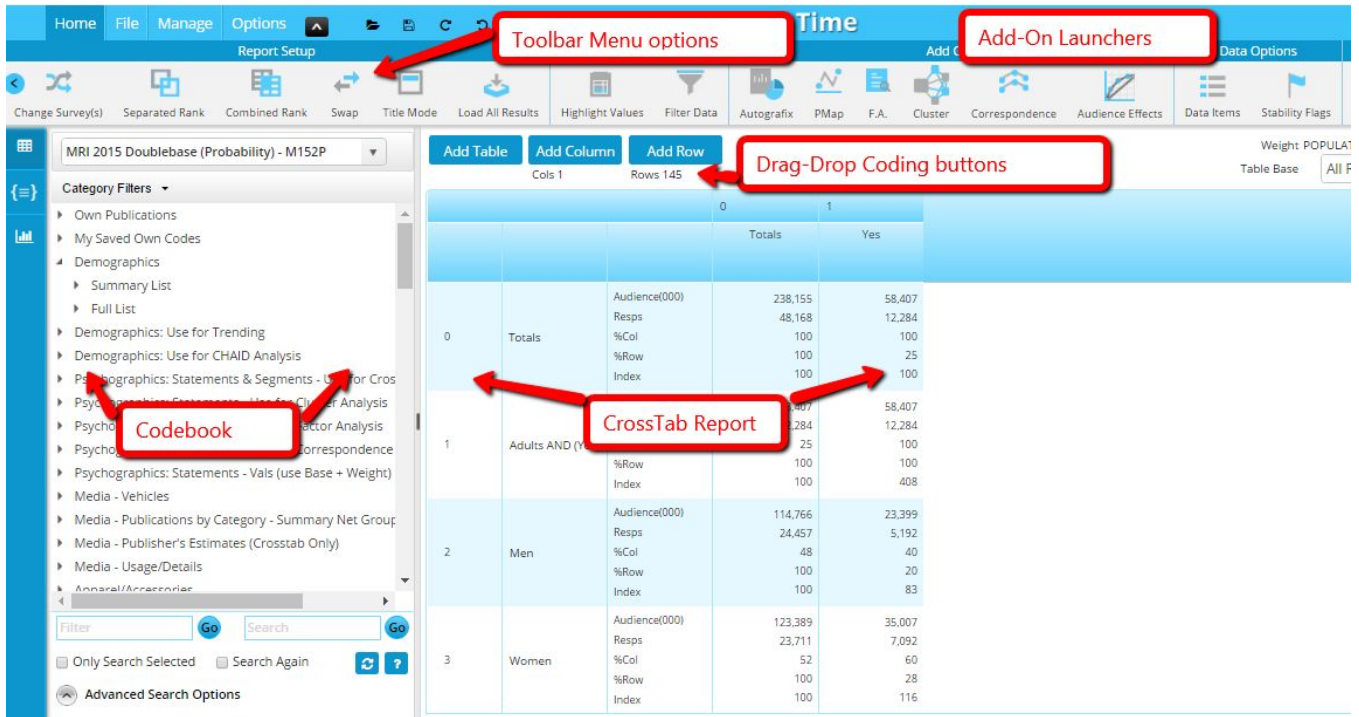 Home File Manage Options
Time
Toolbar Menu options
Add-On Launchers
Report Setup
Data Options
Change Survey(s) Separated Rank Combined Rank Swap Title Mode Load All Results Highlight Values Filter Data Autografix PMap F.A. Cluster Correspondence Audience Effects Data Items Stability Flags
MRI 2015 Doublebase (Probability) - M152P
Category Filters
Own Publications
My Saved Own Codes
Demographics
Summary List
Full List
Demographics: Use for Trending
Demographics: Use for CHAID Analysis
Psychographics: Statements & Segments - Use for Cros
Analysis
Codebook
Factor Analysis
Correspondence
Psychographics: Statements - Vals (use Base + Weight)
Media - Vehicles
Media - Publications by Category - Summary Net Group
Media - Publisher's Estimates (Crosstab Only)
Media - Usage/Details
Apparel/Accessories
Filter Go Search Go
Only Search Selected Search Again ?
Advanced Search Options
Add Table Add Column Add Row
Cols 1 Rows 145
Drag-Drop Coding buttons
Weight POPULAT
Table Base All R
0 1
Totals Yes
Audience(000) 238,155 58,407
Resps 48,168 12,284
0 Totals %Col 100 100
%Row 100 25
Index 100 100
58,407
CrossTab Report
12,284
1 Adults AND (Y 25 100
%Row 100 100
Index 100 408
Audience(000) 114,766 23,399
Resps 24,457 5,192
2 Men %Col 48 40
%Row 100 20
Index 100 83
Audience(000) 123,389 35,007
Resps 23,711 7,092
3 Women %Col 52 60
%Row 100 28
Index 100 116